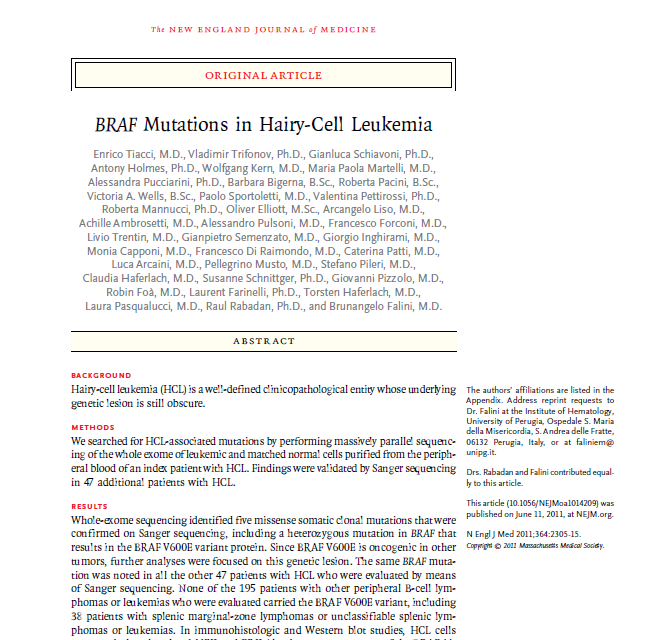 The NEW ENGLAND JOURNAL of MEDICINE
ORIGINAL ARTICLE
BRAF Mutations in Hairy-Cell Leukemia
Enrico Tiacci, M.D., Vladimir Trifonov, Ph.D., Gianluca Schiavoni, Ph.D.,
Antony Holmes, Ph.D., Wolfgang Kern, M.D., Maria Paola Martelli, M.D.,
Alessandra Pucciarini, Ph.D., Barbara Bigerna, B.Sc., Roberta Pacini, B.Sc.,
Victoria A. Wells, B.Sc., Paolo Sportoletti, M.D., Valentina Pettirossi, Ph.D.,
Roberta Mannucci, Ph.D., Oliver Elliott, M.Sc., Arcangelo Liso, M.D.,
Achille Ambrosetti, M.D., Alessandro Pulsoni, M.D., Francesco Forconi, M.D.,
Livio Trentin, M.D., Gianpietro Semenzato, M.D., Giorgio Inghirami, M.D.,
Monia Capponi, M.D., Francesco Di Raimondo, M.D., Caterina Patti, M.D.,
Luca Arcaini, M.D., Pellegrino Musto, M.D., Stefano Pileri, M.D.,
Claudia Haferlach, M.D., Susanne Schnittger, Ph.D., Giovanni Pizzolo, M.D.,
Robin Foà, M.D., Laurent Farinelli, Ph.D., Torsten Haferlach, M.D.,
Laura Pasqualucci, M.D., Raul Rabadan, Ph.D., and Brunangelo Falini, M.D.
ABSTRACT
BACKGROUND
Hairy-cell leukemia (HCL) is a well-defined clinicopathological entity whose underlying
genetic lesion is still obscure.
METHODS
We searched for HCL-associated mutations by performing massively parallel sequenc-
ing of the whole exome of leukemic and matched normal cells purified from the periph-
eral blood of an index patient with HCL. Findings were validated by Sanger sequencing
in 47 additional patients with HCL.
RESULTS
Whole-exome sequencing identified five missense somatic clonal mutations that were
confirmed on Sanger sequencing, including a heterozygous mutation in BRAF that
results in the BRAF V600E variant protein. Since BRAF V600E is oncogenic in other
tumors, further analyses were focused on this genetic lesion. The same BRAF muta-
tion was noted in all the other 47 patients with HCL who were evaluated by means
of Sanger sequencing. None of the 195 patients with other peripheral B-cell lym-
phomas or leukemias who were evaluated carried the BRAF V600E variant, including
38 patients with splenic marginal-zone lymphomas or unclassifiable splenic lym-
phomas or leukemias. In immunohistologic and Western blot studies, HCL cells
The authors' affiliations are listed in the
Appendix. Address reprint requests to
Dr. Falini at the Institute of Hematology,
University of Perugia, Ospedale S. Maria
della Misericordia, S. Andrea delle Fratte,
06132 Perugia, Italy, or at faliniem@
unipg.it.
Drs. Rabadan and Falini contributed equal-
ly to this article.
This article (10.1056/NEJMoa1014209) was
published on June 11, 2011, at NEJM.org.
N Engl J Med 2011;364:2305-15.
Copyright © 2011 Massachusetts Medical Society.